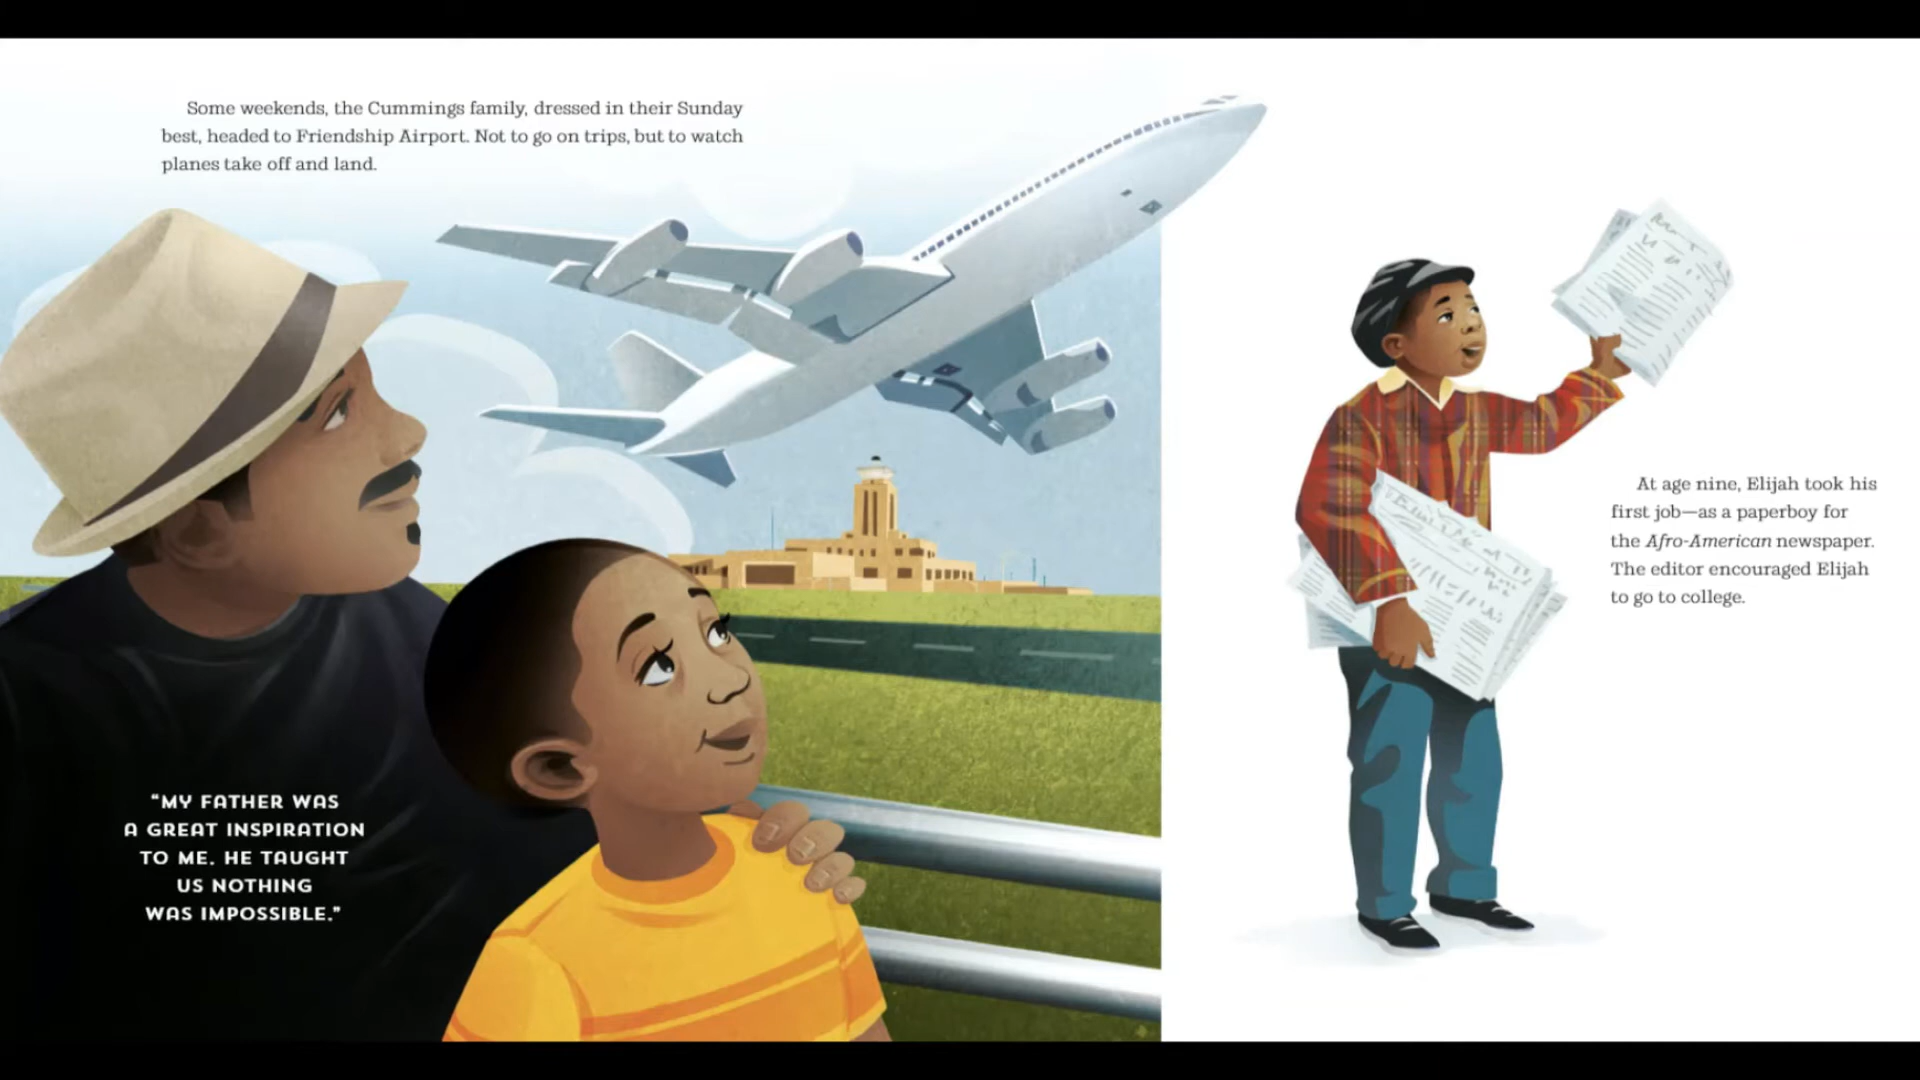 Some weekends, the Cummings family, dressed in their Sunday
best, headed to Friendship Airport. Not to go on trips, but to watch
planes take off and land.
“MY FATHER WAS
A GREAT INSPIRATION
TO ME. HE TAUGHT
US NOTHING
WAS IMPOSSIBLE.”
At age nine, Elijah took his
first job—as a paperboy for
the Afro-American newspaper.
The editor encouraged Elijah
to go to college.